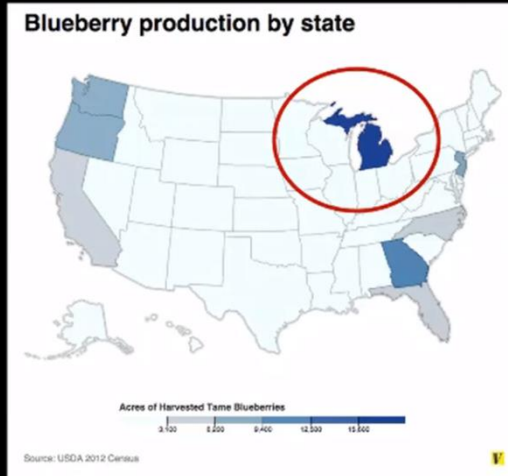 Blueberry production by state
Acres of Harvested Tame Blueberries
3,100 6,200 9,400 12,500 15,600
Source: USDA 2012 Census
V